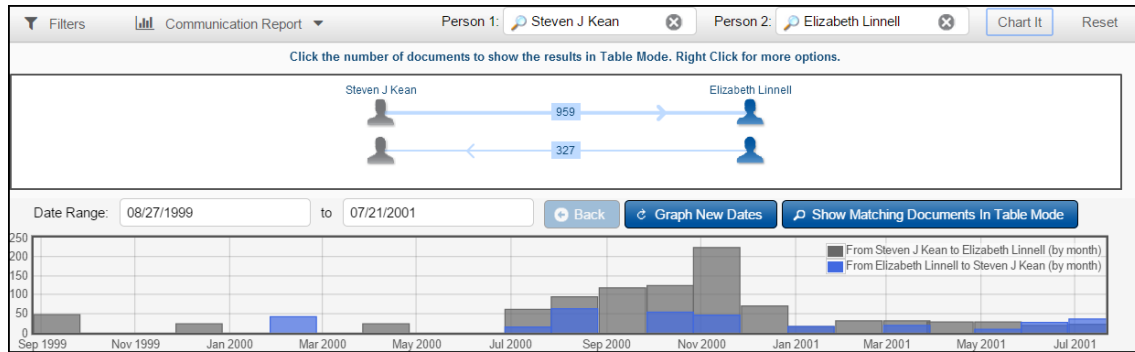 Filters Communication Report Person 1: Steven J Kean Person 2: Elizabeth Linnell Chart It Reset
Click the number of documents to show the results in Table Mode. Right Click for more options.
Steven J Kean Elizabeth Linnell
959
327
Date Range: 08/27/1999 to 07/21/2001 Back Graph New Dates Show Matching Documents In Table Mode
250
200
150
100
50
0
From Steven J Kean to Elizabeth Linnell (by month)
From Elizabeth Linnell to Steven J Kean (by month)
Sep 1999 Nov 1999 Jan 2000 Mar 2000 May 2000 Jul 2000 Sep 2000 Nov 2000 Jan 2001 Mar 2001 May 2001 Jul 2001